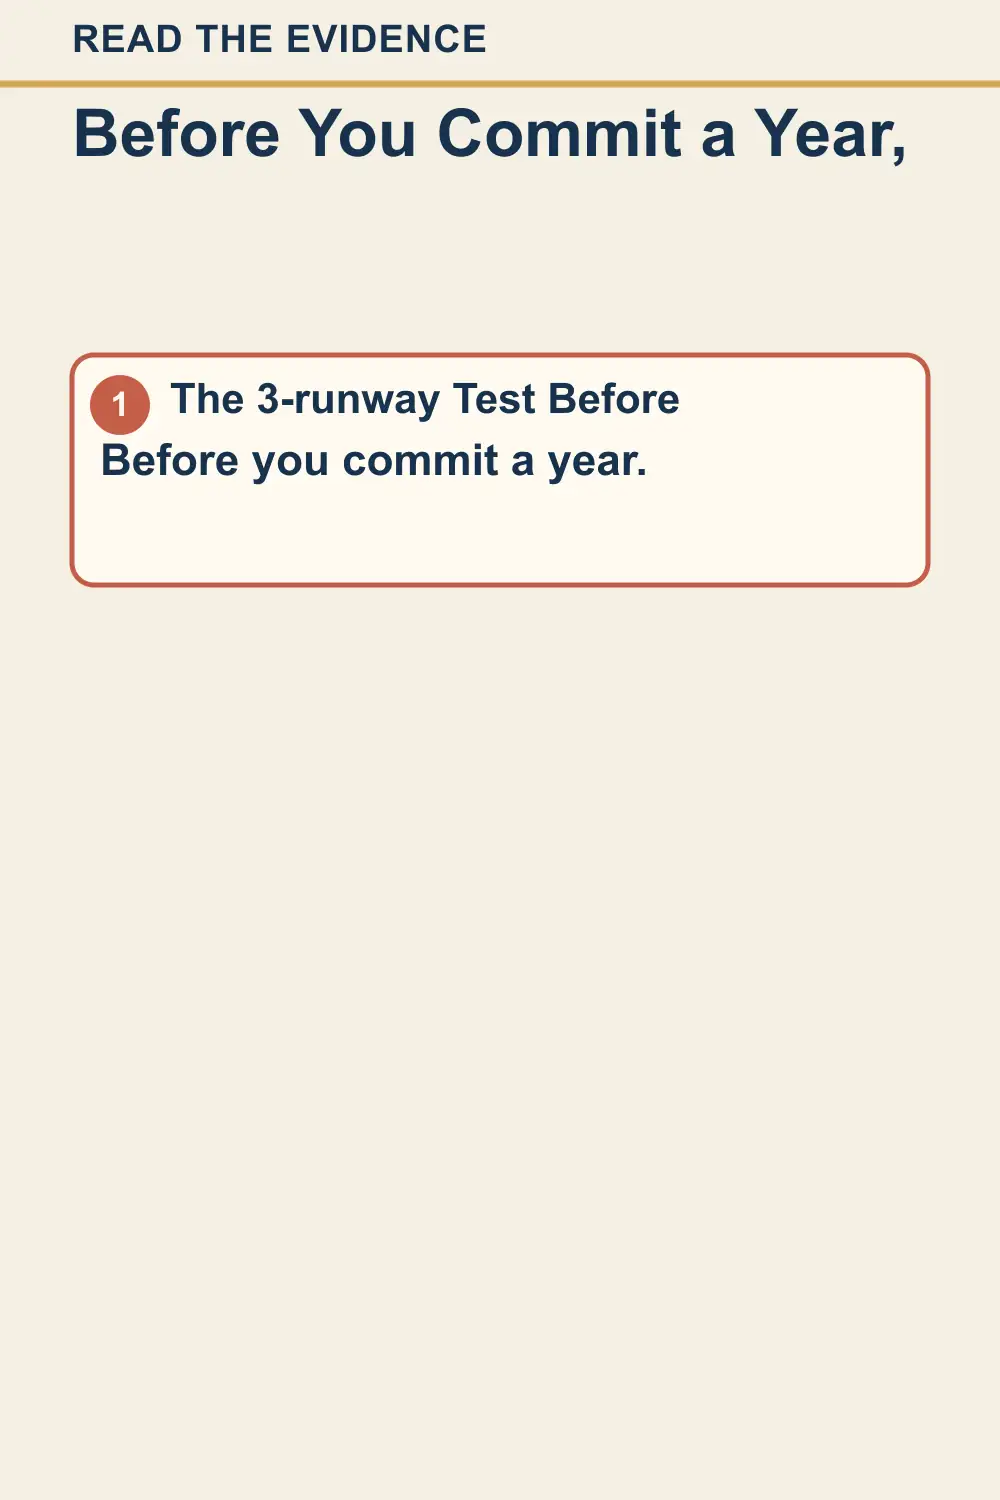 READ THE EVIDENCE
Before You Commit a Year,
1 The 3-runway Test Before
Before you commit a year.